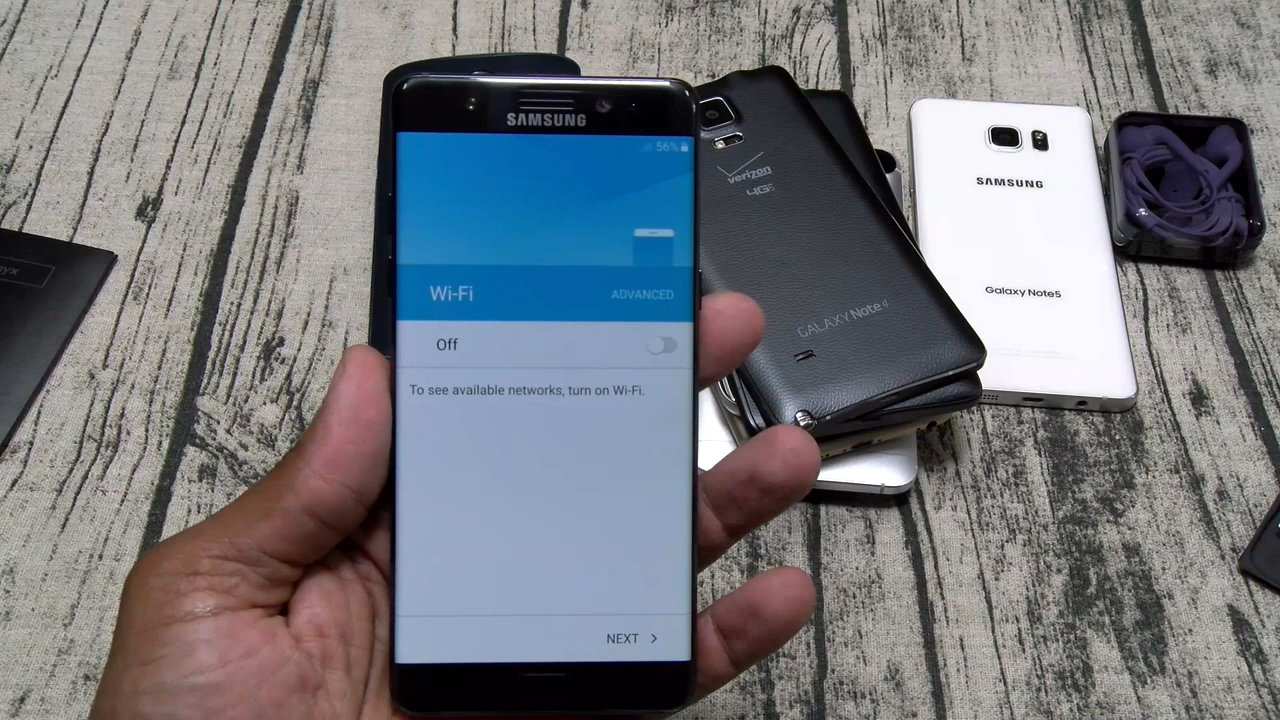 SAMSUNG
56%
Wi-Fi
ADVANCED
Off
To see available networks, turn on Wi-Fi.
NEXT
verizon
4G
GALAXY Note 4
SAMSUNG
Galaxy Note5